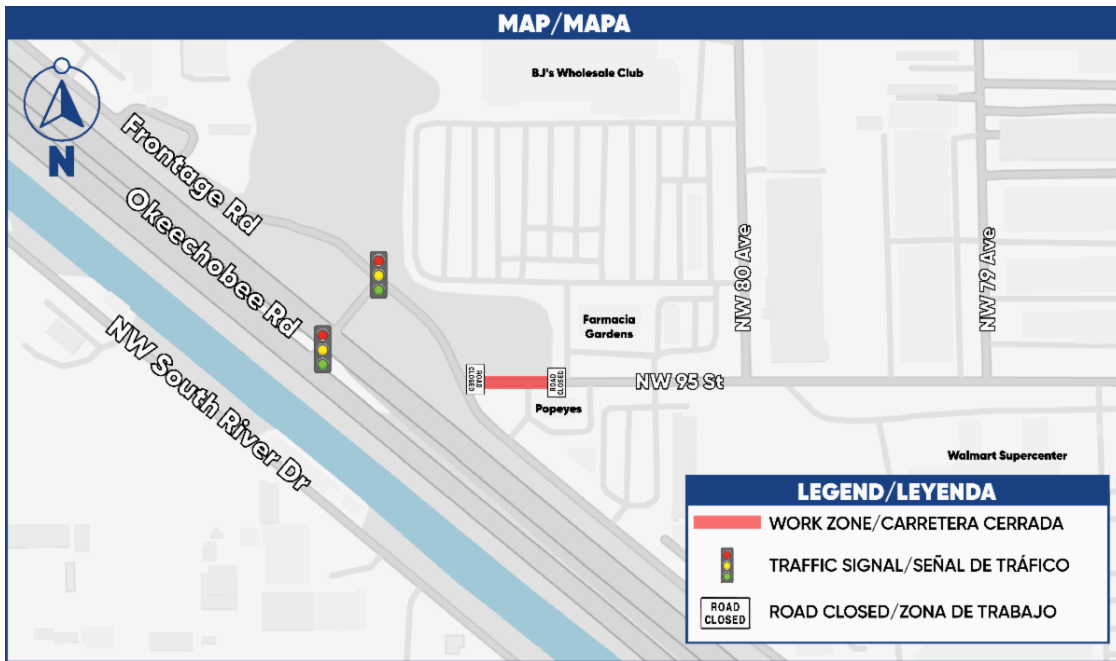 MAP/MAPA
BJ's Wholesale Club
N
Frontage Rd
Okeechobee Rd
NW South River Dr
NW 80 Ave
NW 79 Ave
Farmacia
Gardens
ROAD
CLOSED
ROAD
CLOSED
NW 95 St
Popeyes
Walmart Supercenter
LEGEND/LEYENDA
WORK ZONE/CARRETERA CERRADA
TRAFFIC SIGNAL/SEÑAL DE TRÁFICO
ROAD
CLOSED
ROAD CLOSED/ZONA DE TRABAJO